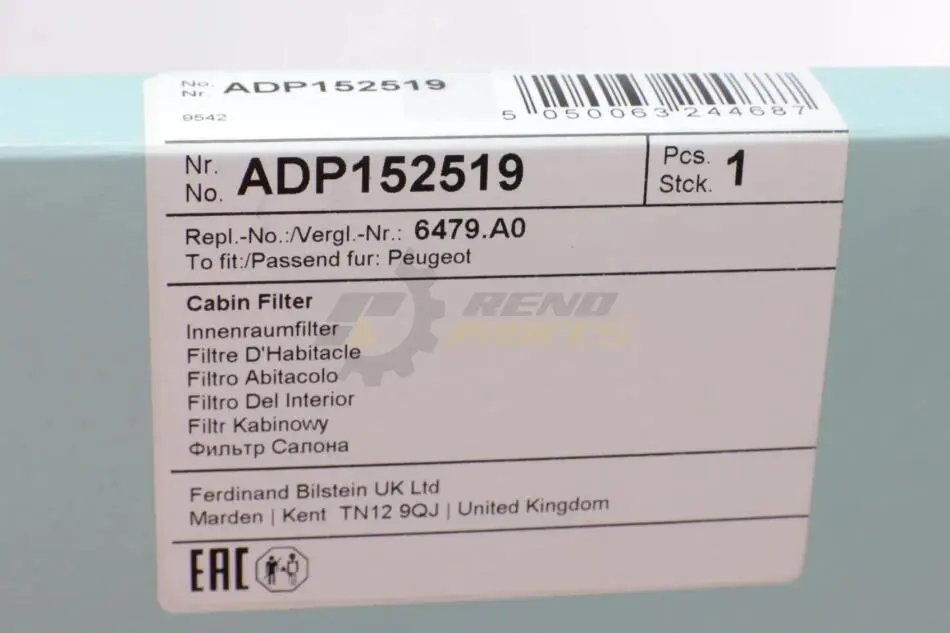 No. ADP152519
Nr.
9542
5 050063 244687
Nr. ADP152519
No.
Pcs. 1
Stck.
Repl.-No.:/Vergl.-Nr.: 6479.A0
To fit:/Passend fur: Peugeot
Cabin Filter
Innenraumfilter
Filtre D'Habitacle
Filtro Abitacolo
Filtro Del Interior
Filtr Kabinowy
Фильтр Салона
Ferdinand Bilstein UK Ltd
Marden | Kent TN12 9QJ | United Kingdom
EAC
RENO
PARTS